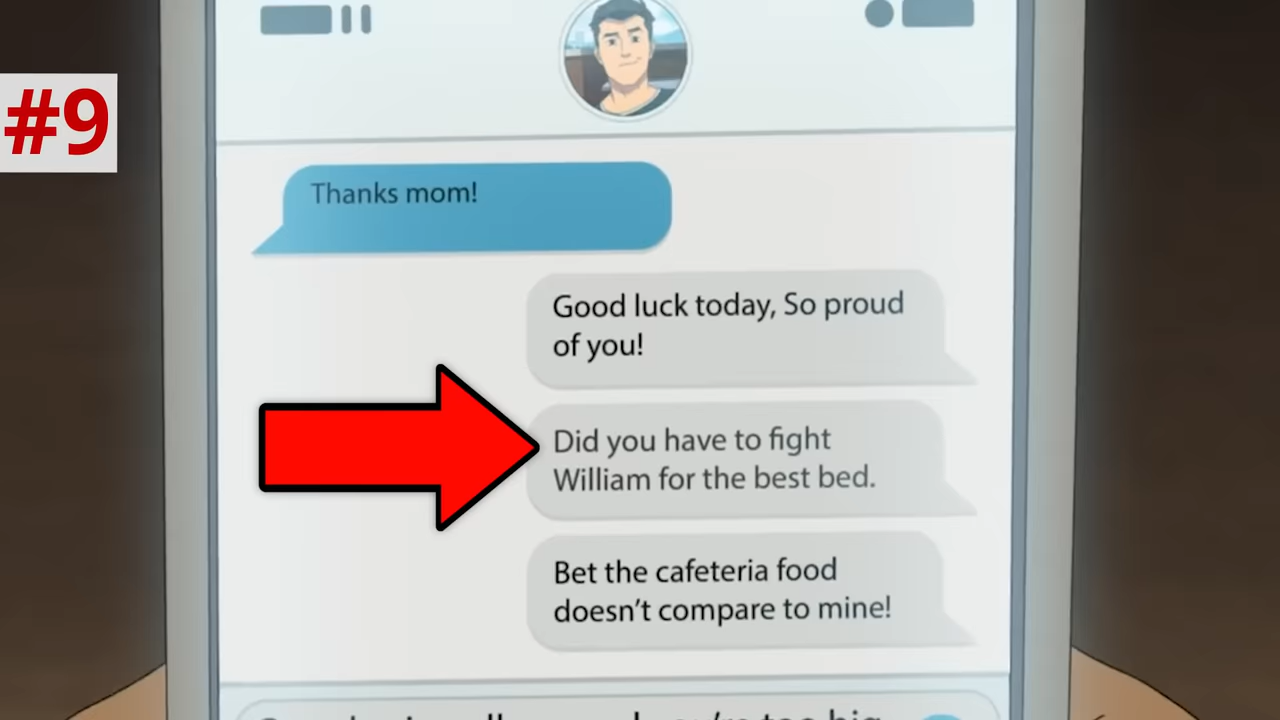 #9
Thanks mom!
Good luck today, So proud
of you!
Did you have to fight
William for the best bed.
Bet the cafeteria food
doesn't compare to mine!